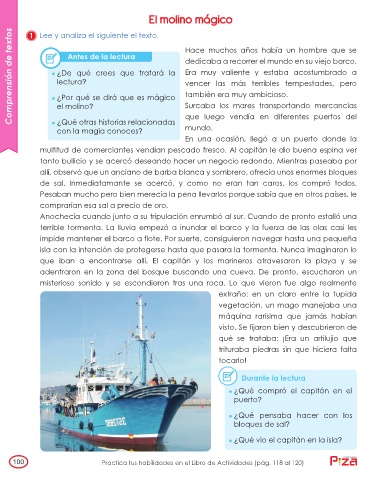 El molino mágico
Comprensión de textos
1 Lee y analiza el siguiente el texto.
Antes de la lectura
• ¿De qué crees que tratará la
lectura?
• ¿Por qué se dirá que es mágico
el molino?
• ¿Qué otras historias relacionadas
con la magia conoces?
Hace muchos años había un hombre que se
dedicaba a recorrer el mundo en su viejo barco.
Era muy valiente y estaba acostumbrado a
vencer las más terribles tempestades, pero
también era muy ambicioso.
Surcaba los mares transportando mercancías
que luego vendía en diferentes puertos del
mundo.
En una ocasión, llegó a un puerto donde la
multitud de comerciantes vendían pescado fresco. Al capitán le dio buena espina ver
tanto bullicio y se acercó deseando hacer un negocio redondo. Mientras paseaba por
allí, observó que un anciano de barba blanca y sombrero, ofrecía unos enormes bloques
de sal. Inmediatamente se acercó, y como no eran tan caros, los compró todos.
Pesaban mucho pero bien merecía la pena llevarlos porque sabía que en otros países, le
comprarían esa sal a precio de oro.
Anochecía cuando junto a su tripulación enrumbó al sur. Cuando de pronto estalló una
terrible tormenta. La lluvia empezó a inundar el barco y la fuerza de las olas casi les
impide mantener el barco a flote. Por suerte, consiguieron navegar hasta una pequeña
isla con la intención de protegerse hasta que pasara la tormenta. Nunca imaginaron lo
que iban a encontrarse allí. El capitán y los marineros atravesaron la playa y se
adentraron en la zona del bosque buscando una cueva. De pronto, escucharon un
misterioso sonido y se escondieron tras una roca. Lo que vieron fue algo realmente
extraño: en un claro entre la tupida
vegetación, un mago manejaba una
máquina rarísima que jamás habían
visto. Se fijaron bien y descubrieron de
qué se trataba: ¡Era un artilugio que
trituraba piedras sin que hiciera falta
tocarlo!
Durante la lectura
• ¿Qué compró el capitán en el
puerto?
• ¿Qué pensaba hacer con los
bloques de sal?
• ¿Qué vio el capitán en la isla?
100
Practica tus habilidades en el Libro de Actividades (pág. 118 al 120)